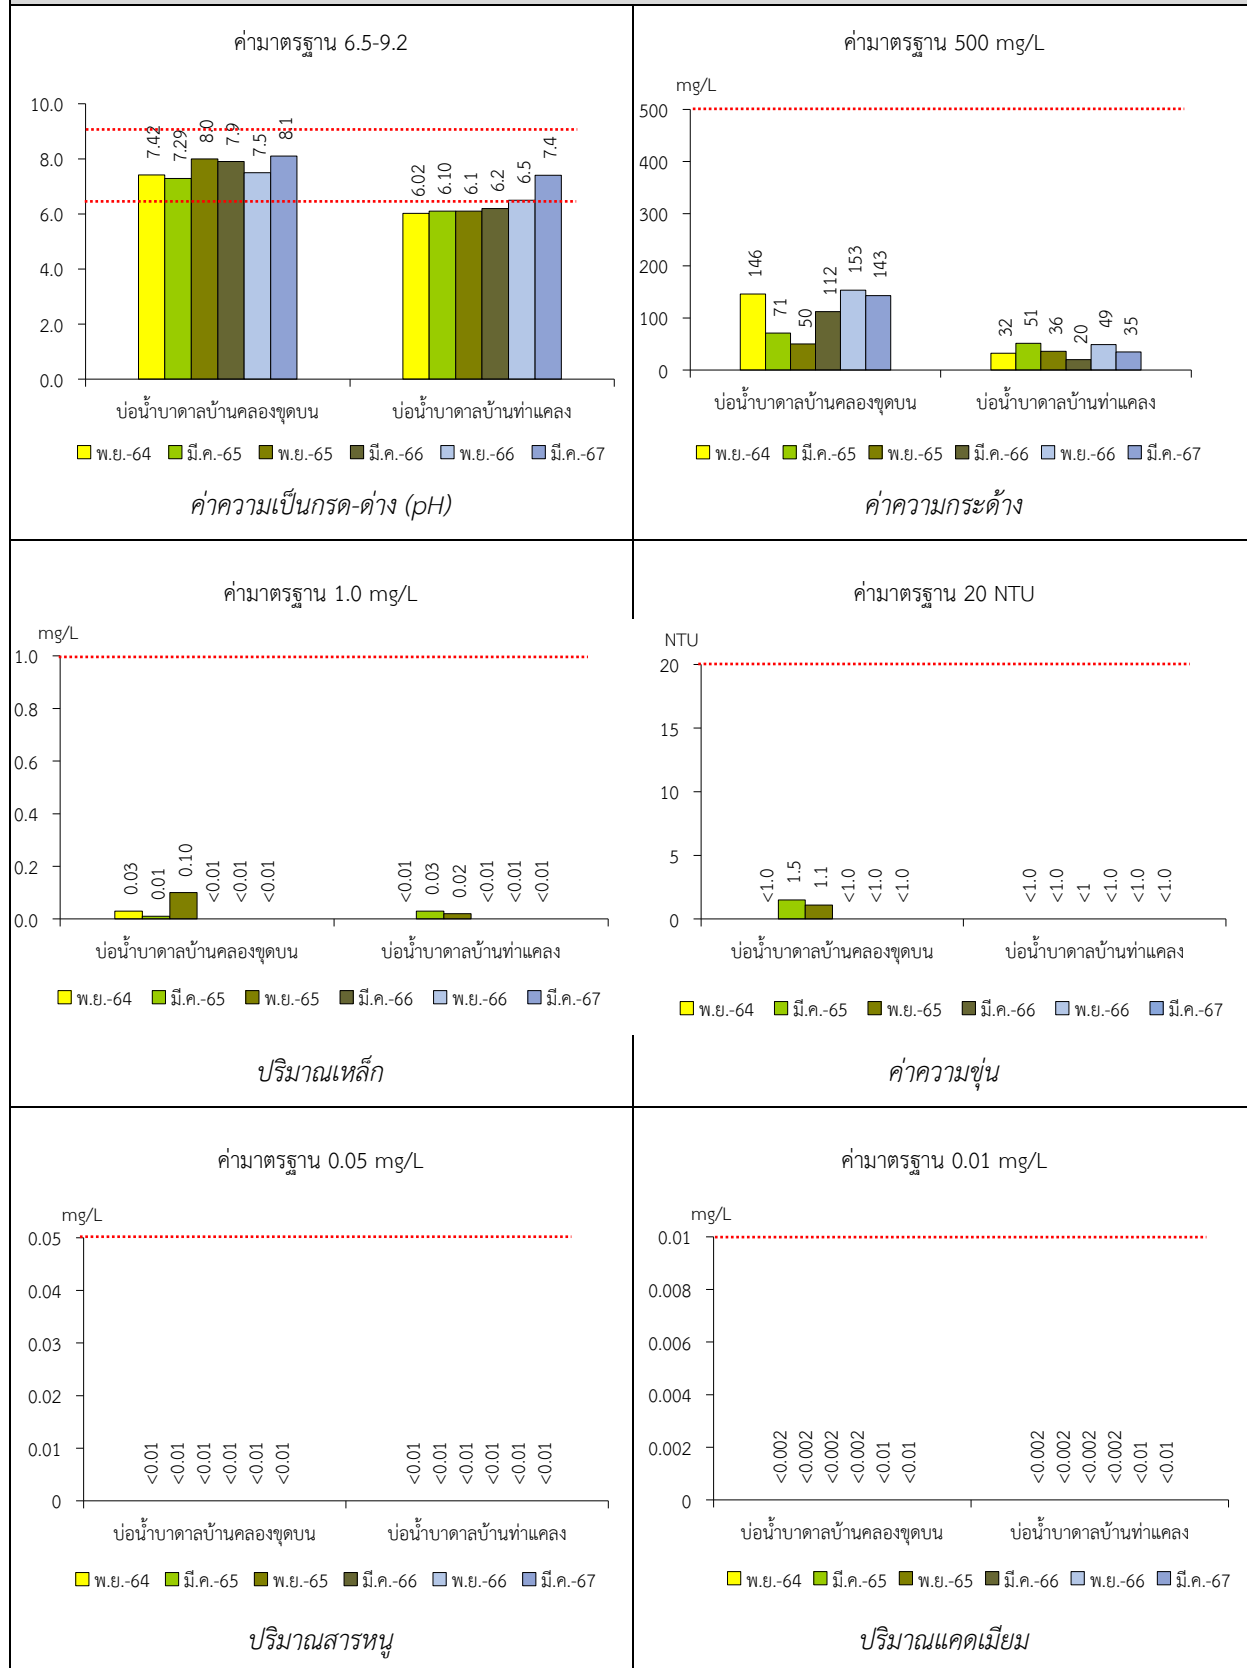 ค่ามาตรฐาน 6.5-9.2
10.0
8.0
6.0
4.0
2.0
0.0
7.42 7.29 8.0 7.9 7.5 8.1
6.02 6.10 6.1 6.2 6.5 7.4
บ่อน้ำบาดาลบ้านคลองขุดบน บ่อน้ำบาดาลบ้านท่าแคลง
พ.ย.-64 มี.ค.-65 พ.ย.-65 มี.ค.-66 พ.ย.-66 มี.ค.-67
ค่าความเป็นกรด-ด่าง (pH)
ค่ามาตรฐาน 500 mg/L
mg/L
500
400
300
200
100
0
146 71 50 112 153 143
32 51 36 20 49 35
บ่อน้ำบาดาลบ้านคลองขุดบน บ่อน้ำบาดาลบ้านท่าแคลง
พ.ย.-64 มี.ค.-65 พ.ย.-65 มี.ค.-66 พ.ย.-66 มี.ค.-67
ค่าความกระด้าง
ค่ามาตรฐาน 1.0 mg/L
mg/L
1.0
0.8
0.6
0.4
0.2
0.0
0.03 0.01 0.10 <0.01 <0.01 <0.01
<0.01 0.03 0.02 <0.01 <0.01 <0.01
บ่อน้ำบาดาลบ้านคลองขุดบน บ่อน้ำบาดาลบ้านท่าแคลง
พ.ย.-64 มี.ค.-65 พ.ย.-65 มี.ค.-66 พ.ย.-66 มี.ค.-67
ปริมาณเหล็ก
ค่ามาตรฐาน 20 NTU
NTU
20
15
10
5
0
<1.0 1.5 1.1 <1.0 <1.0 <1.0
<1.0 <1.0 <1 <1.0 <1.0 <1.0
บ่อน้ำบาดาลบ้านคลองขุดบน บ่อน้ำบาดาลบ้านท่าแคลง
พ.ย.-64 มี.ค.-65 พ.ย.-65 มี.ค.-66 พ.ย.-66 มี.ค.-67
ค่าความขุ่น
ค่ามาตรฐาน 0.05 mg/L
mg/L
0.05
0.04
0.03
0.02
0.01
0
<0.01 <0.01 <0.01 <0.01 <0.01 <0.01
<0.01 <0.01 <0.01 <0.01 <0.01 <0.01
บ่อน้ำบาดาลบ้านคลองขุดบน บ่อน้ำบาดาลบ้านท่าแคลง
พ.ย.-64 มี.ค.-65 พ.ย.-65 มี.ค.-66 พ.ย.-66 มี.ค.-67
ปริมาณสารหนู
ค่ามาตรฐาน 0.01 mg/L
mg/L
0.01
0.008
0.006
0.004
0.002
0
<0.002 <0.002 <0.002 <0.002 <0.01 <0.01
<0.002 <0.002 <0.002 <0.002 <0.01 <0.01
บ่อน้ำบาดาลบ้านคลองขุดบน บ่อน้ำบาดาลบ้านท่าแคลง
พ.ย.-64 มี.ค.-65 พ.ย.-65 มี.ค.-66 พ.ย.-66 มี.ค.-67
ปริมาณแคดเมียม